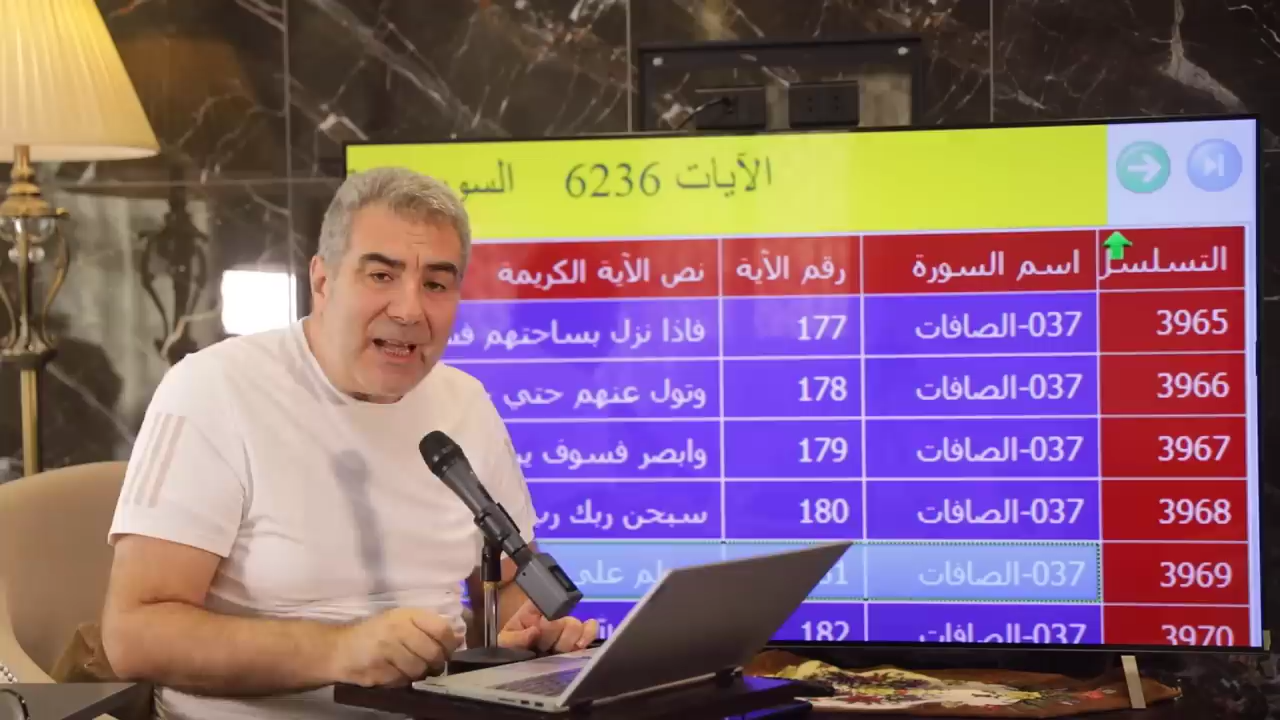 الآيات 6236
التسلسل اسم السورة رقم الأية نص الأية الكريمة
3965 037-الصافات 177 فاذا نزل بساحتهم
3966 037-الصافات 178 وتول عنهم حتي
3967 037-الصافات 179 وابصر فسوف
3968 037-الصافات 180 سبحن ربك
3969 037-الصافات
3970 037-الصافات 182